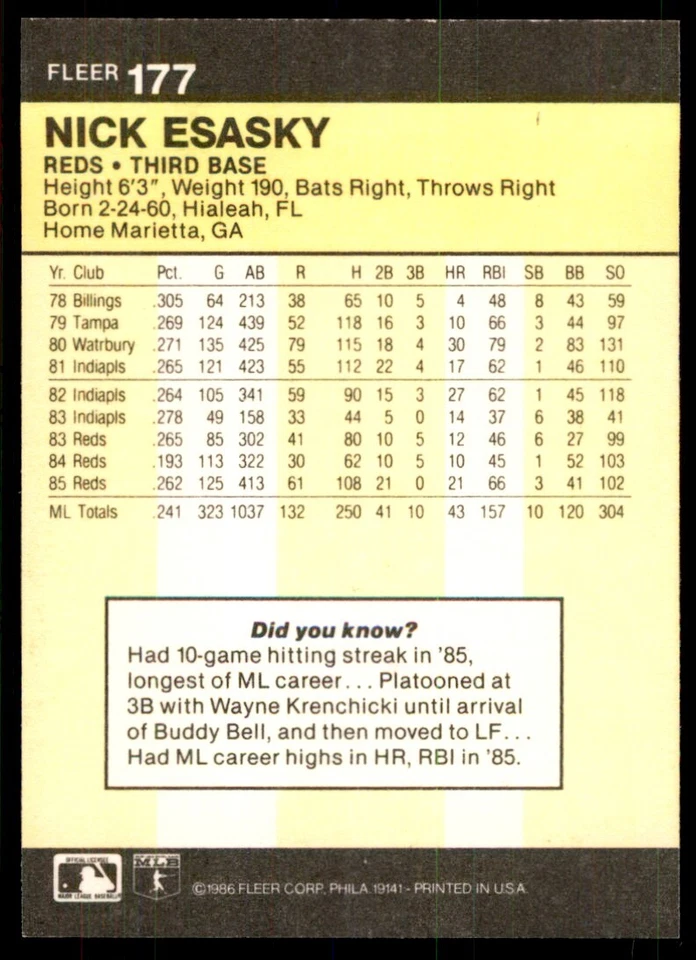 FLEER 177
NICK ESASKY
REDS • THIRD BASE
Height 6'3", Weight 190, Bats Right, Throws Right
Born 2-24-60, Hialeah, FL
Home Marietta, GA
Yr. Club Pct. G AB R H 2B 3B HR RBI SB BB SO
78 Billings .305 64 213 38 65 10 5 4 48 8 43 59
79 Tampa .269 124 439 52 118 16 3 10 66 3 44 97
80 Watrbury .271 135 425 79 115 18 4 30 79 2 83 131
81 Indiapls .265 121 423 55 112 22 4 17 62 1 46 110
82 Indiapls .264 105 341 59 90 15 3 27 62 1 45 118
83 Indiapls .278 49 158 33 44 5 0 14 37 6 38 41
83 Reds .265 85 302 41 80 10 5 12 46 6 27 99
84 Reds .193 113 322 30 62 10 5 10 45 1 52 103
85 Reds .262 125 413 61 108 21 0 21 66 3 41 102
ML Totals .241 323 1037 132 250 41 10 43 157 10 120 304
Did you know?
Had 10-game hitting streak in '85,
longest of ML career... Platooned at
3B with Wayne Krenchicki until arrival
of Buddy Bell, and then moved to LF...
Had ML career highs in HR, RBI in '85.
OFFICIAL LICENSEE
MAJOR LEAGUE BASEBALL
MLB
©1986 FLEER CORP. PHILA. 19141 - PRINTED IN U.S.A.